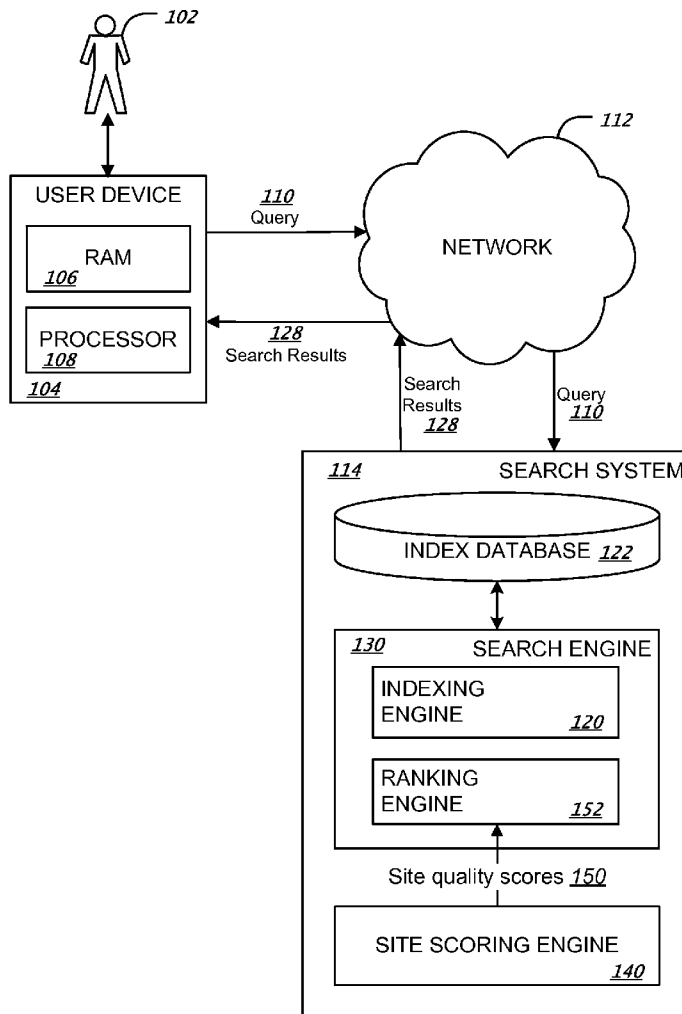 102
112
USER DEVICE
RAM
106
PROCESSOR
108
104
110
Query
NETWORK
128
Search Results
Search
Results
128
Query
110
114
SEARCH SYSTEM
INDEX DATABASE 122
130
SEARCH ENGINE
INDEXING
ENGINE
120
RANKING
ENGINE
152
Site quality scores 150
SITE SCORING ENGINE
140